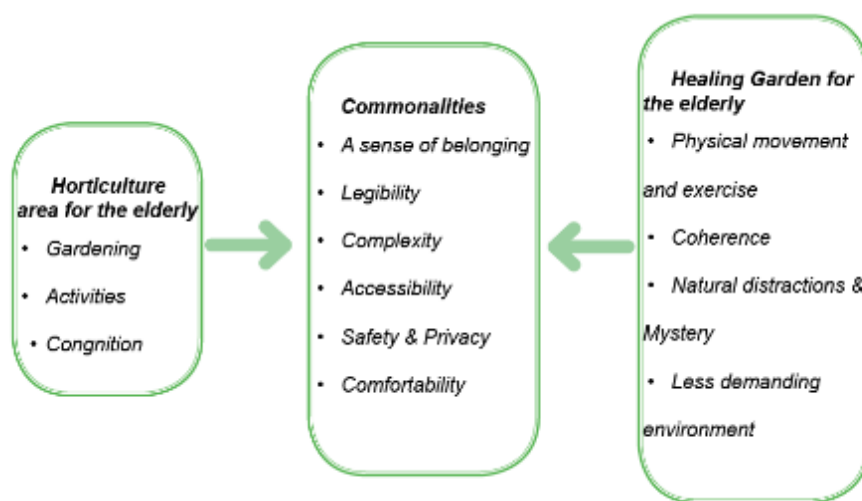 Horticulture
area for the elderly
• Gardening
• Activities
• Congnition
Commonalities
• A sense of belonging
• Legibility
• Complexity
• Accessibility
• Safety & Privacy
• Comfortability
Healing Garden for
the elderly
• Physical movement
and exercise
• Coherence
• Natural distractions &
Mystery
• Less demanding
environment